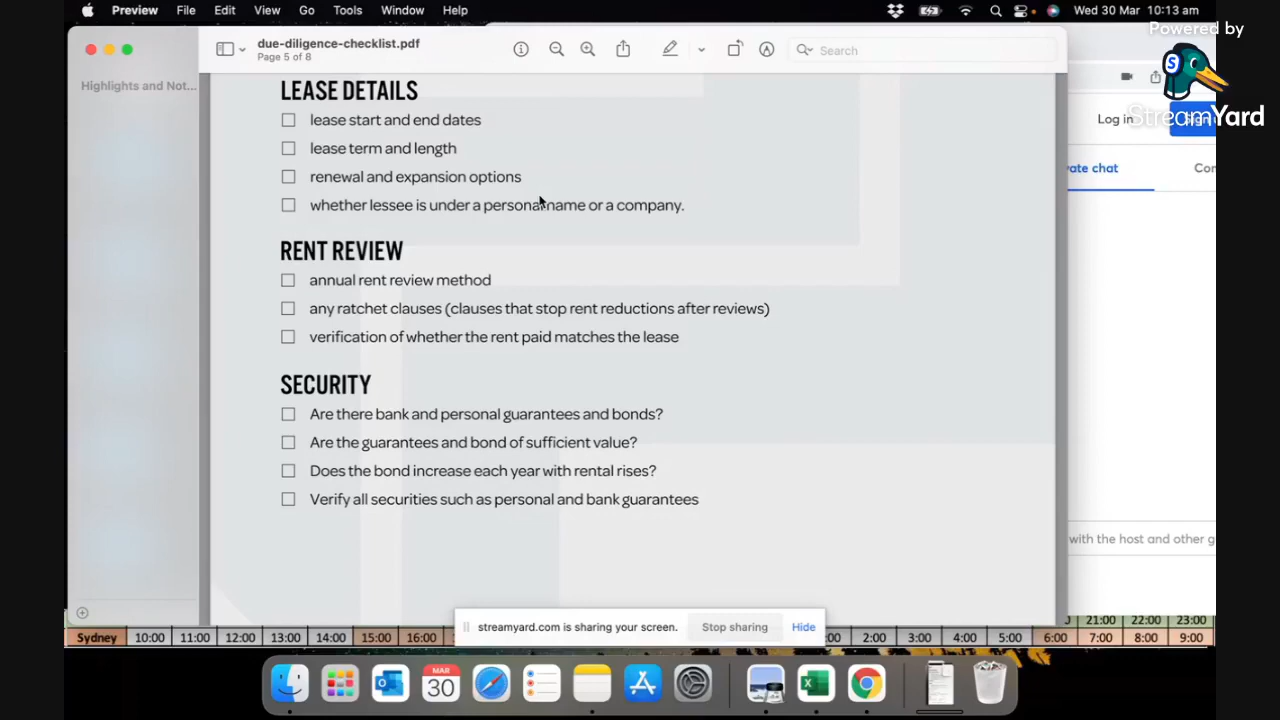 Preview File Edit View Go Tools Window Help Wed 30 Mar 10:13 am
Powered by
StreamYard
due-diligence-checklist.pdf
Page 5 of 8
Search
Highlights and Not...
Log in
vate chat
Con
LEASE DETAILS
lease start and end dates
lease term and length
renewal and expansion options
whether lessee is under a personal name or a company.
RENT REVIEW
annual rent review method
any ratchet clauses (clauses that stop rent reductions after reviews)
verification of whether the rent paid matches the lease
SECURITY
Are there bank and personal guarantees and bonds?
Are the guarantees and bond of sufficient value?
Does the bond increase each year with rental rises?
Verify all securities such as personal and bank guarantees
with the host and other g
streamyard.com is sharing your screen. Stop sharing Hide
21:00 22:00 23:00
Sydney 10:00 11:00 12:00 13:00 14:00 15:00 16:00 2:00 3:00 4:00 5:00 6:00 7:00 8:00 9:00
MAR
30